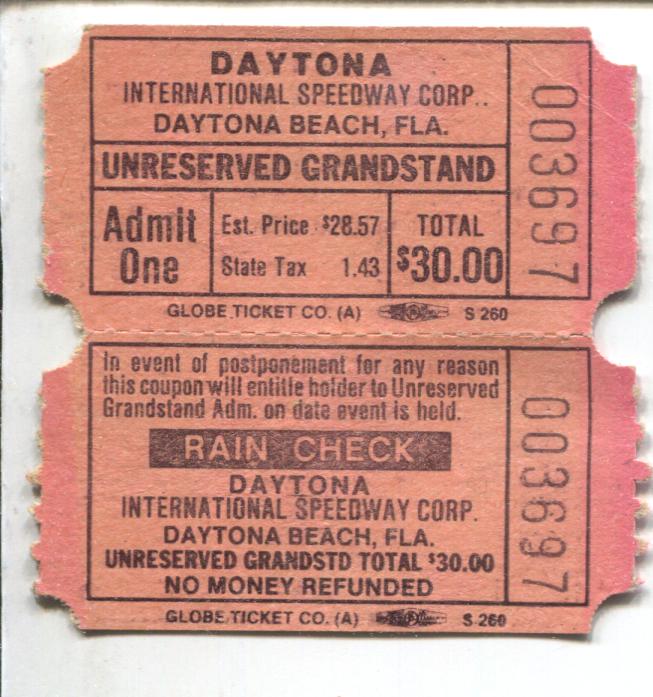 DAYTONA
INTERNATIONAL SPEEDWAY CORP..
DAYTONA BEACH, FLA.
UNRESERVED GRANDSTAND
Admit One
Est. Price $28.57
State Tax 1.43
TOTAL
$30.00
003697
GLOBE TICKET CO. (A) S 260
In event of postponement for any reason
this coupon will entitle holder to Unreserved
Grandstand Adm. on date event is held.
RAIN CHECK
DAYTONA
INTERNATIONAL SPEEDWAY CORP.
DAYTONA BEACH, FLA.
UNRESERVED GRANDSTD TOTAL $30.00
NO MONEY REFUNDED
003697
GLOBE TICKET CO. (A) S 260